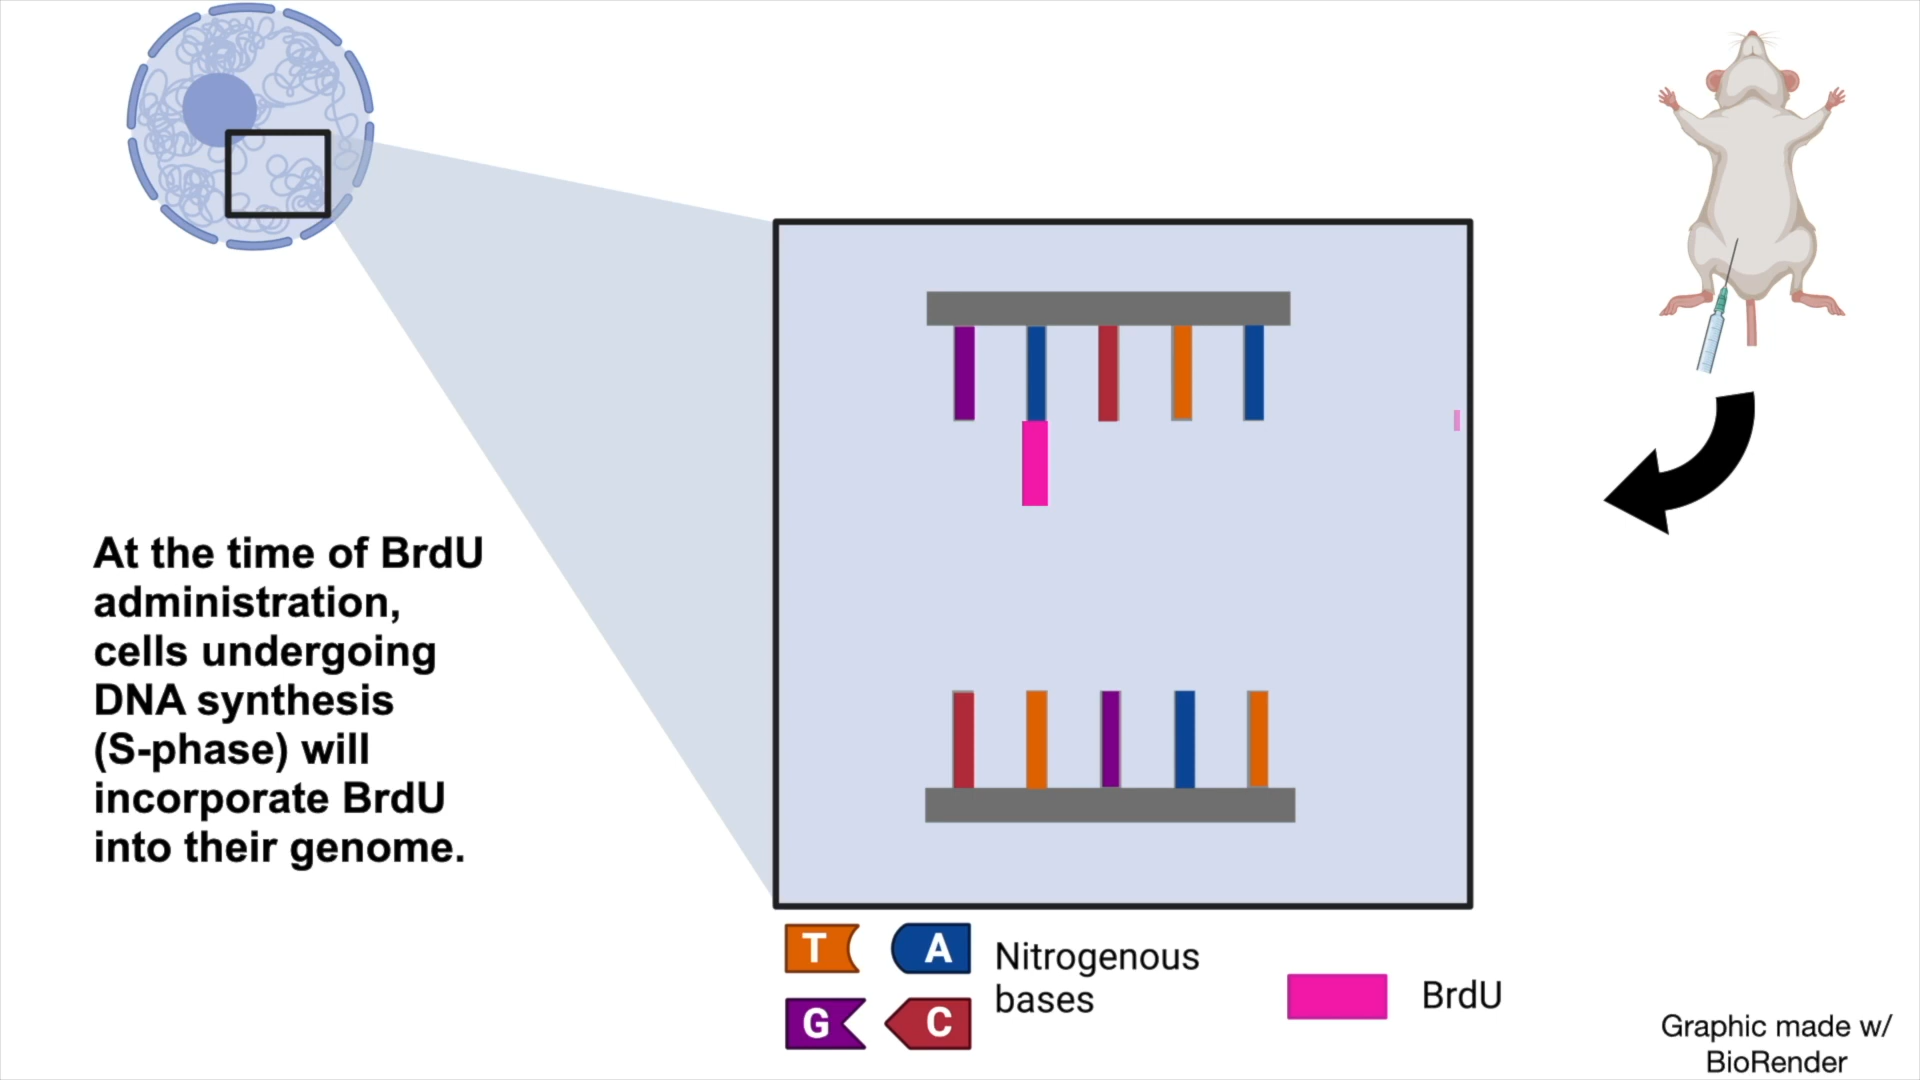 At the time of BrdU
administration,
cells undergoing
DNA synthesis
(S-phase) will
incorporate BrdU
into their genome.
T A
G C
Nitrogenous
bases
BrdU
Graphic made w/
BioRender